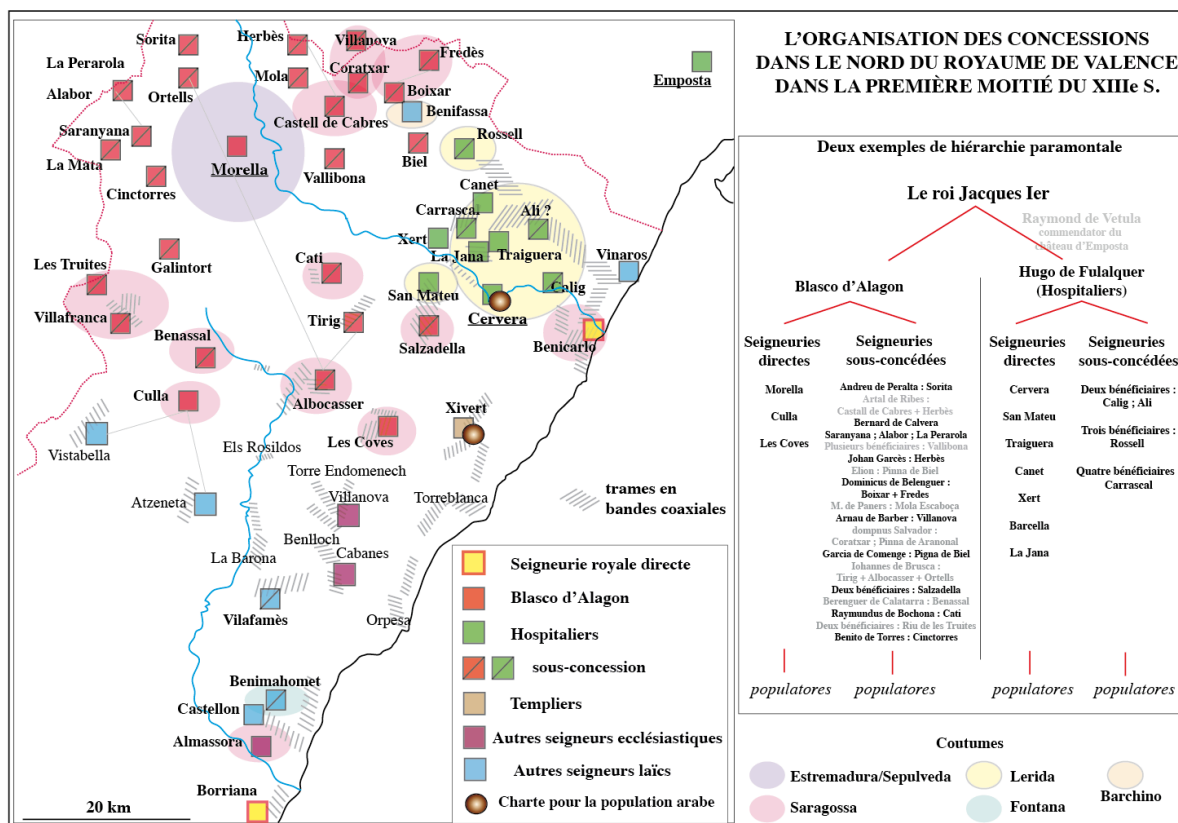 Sorita
Herbès
Villanova
Fredès
La Perarola
Alabor
Ortells
Mola
Coratxar
Boixar
Emposta
Benifassa
Castell de Cabres
Rossell
Saranyana
La Mata
Morella
Biel
Cinctorres
Vallibona
Canet
Carrascal
Ali ?
Xert
La Jana
Traiguera
Vinaros
Galintort
Cati
Les Truites
San Mateu
Calig
Villafranca
Cervera
Tirig
Salzadella
Benicarlo
Benassal
Culla
Albocasser
Xivert
Les Coves
Vistabella
Els Rosildos
Torre Endomenech
Villanova
Torreblanca
Atzeneta
Benlloch
La Barona
Cabanes
Vilafamès
Orpesa
Benimahomet
Castellon
Almassora
Borriana
20 km
trames en
bandes coaxiales
Seigneurie royale directe
Blasco d'Alagon
Hospitaliers
sous-concession
Templiers
Autres seigneurs ecclésiastiques
Autres seigneurs laïcs
Charte pour la population arabe
L'ORGANISATION DES CONCESSIONS
DANS LE NORD DU ROYAUME DE VALENCE
DANS LA PREMIÈRE MOITIÉ DU XIIIe S.
Deux exemples de hiérarchie paramontale
Le roi Jacques Ier
Raymond de Vetula
commendator du
château d'Emposta
Blasco d'Alagon
Hugo de Fulalquer
(Hospitaliers)
Seigneuries
directes
Morella
Culla
Les Coves
Seigneuries
sous-concédées
Andreu de Peralta : Sorita
Artal de Ribes :
Castall de Cabres + Herbès
Bernard de Calvera
Saranyana ; Alabor ; La Perarola
Plusieurs bénéficiaires : Vallibona
Johan Garcès : Herbès
Elion : Pinna de Biel
Dominicus de Belenguer :
Boixar + Fredes
M. de Paners : Mola Escaboça
Arnau de Barber : Villanova
dompnus Salvador :
Coratxar ; Pinna de Aranonal
Garcia de Comenge : Pigna de Biel
Iohannes de Brusca :
Tirig + Albocasser + Ortells
Deux bénéficiaires : Salzadella
Berenguer de Calatarra : Benassal
Raymundus de Bochona : Cati
Deux bénéficiaires : Riu de les Truites
Benito de Torres : Cinctorres
Seigneuries
directes
Cervera
San Mateu
Traiguera
Canet
Xert
Barcella
La Jana
Seigneuries
sous-concédées
Deux bénéficiaires :
Calig ; Ali
Trois bénéficiaires :
Rossell
Quatre bénéficiaires
Carrascal
populatores
populatores
populatores
populatores
Coutumes
Estremadura/Sepulveda
Lerida
Barchino
Saragossa
Fontana